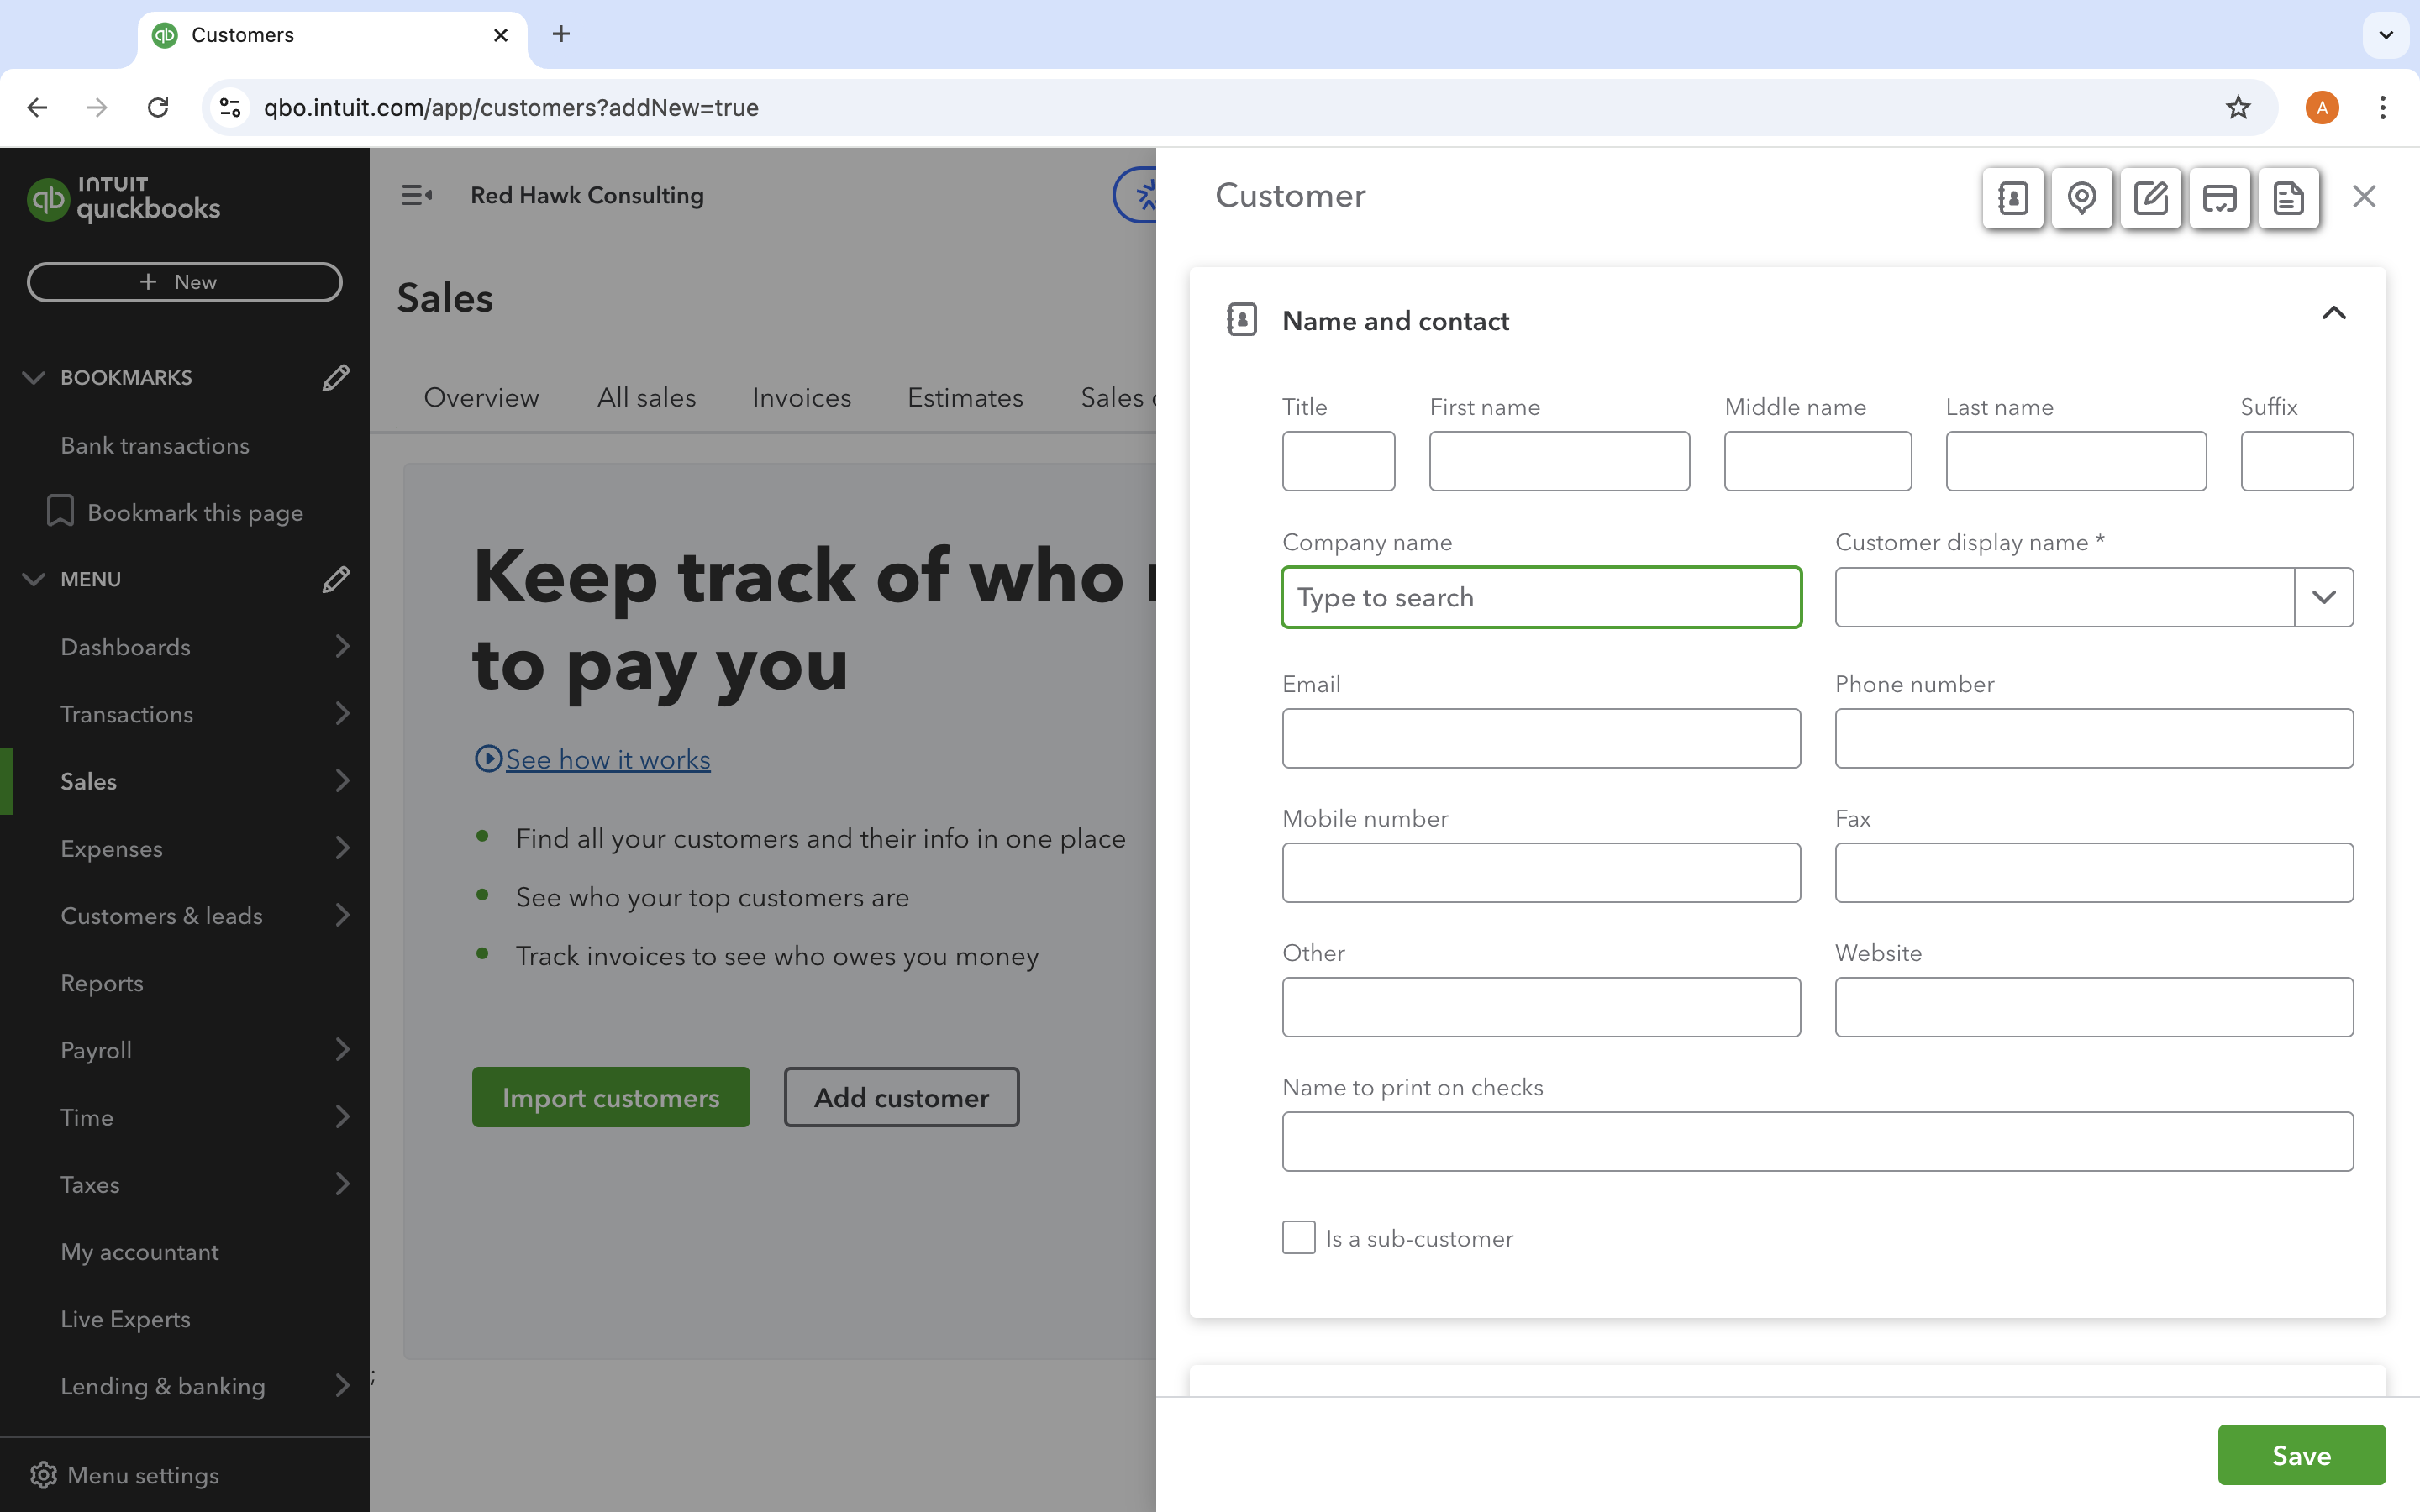 Customers
qbo.intuit.com/app/customers?addNew=true
A
INTUIT
quickbooks
New
BOOKMARKS
Bank transactions
Bookmark this page
MENU
Dashboards
Transactions
Sales
Expenses
Customers & leads
Reports
Payroll
Time
Taxes
My accountant
Live Experts
Lending & banking
Menu settings
Red Hawk Consulting
Sales
Overview All sales Invoices Estimates Sales
Keep track of who
to pay you
See how it works
Find all your customers and their info in one place
See who your top customers are
Track invoices to see who owes you money
Import customers Add customer
;
Customer
Name and contact
Title First name Middle name Last name Suffix
Company name Customer display name *
Type to search
Email Phone number
Mobile number Fax
Other Website
Name to print on checks
Is a sub-customer
Save